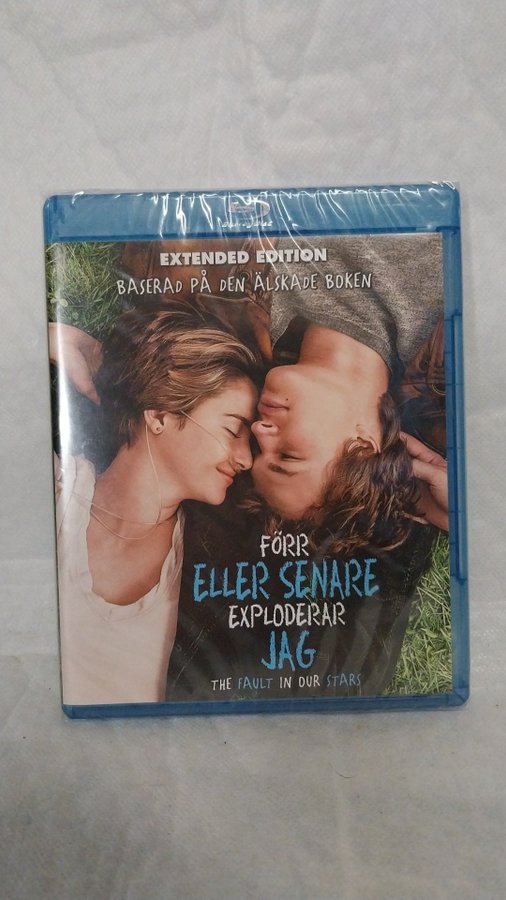 EXTENDED EDITION
BASERAD PÅ DEN ÄLSKADE BOKEN
FÖRR
ELLER SENARE
EXPLODERAR
JAG
THE FAULT IN OUR STARS